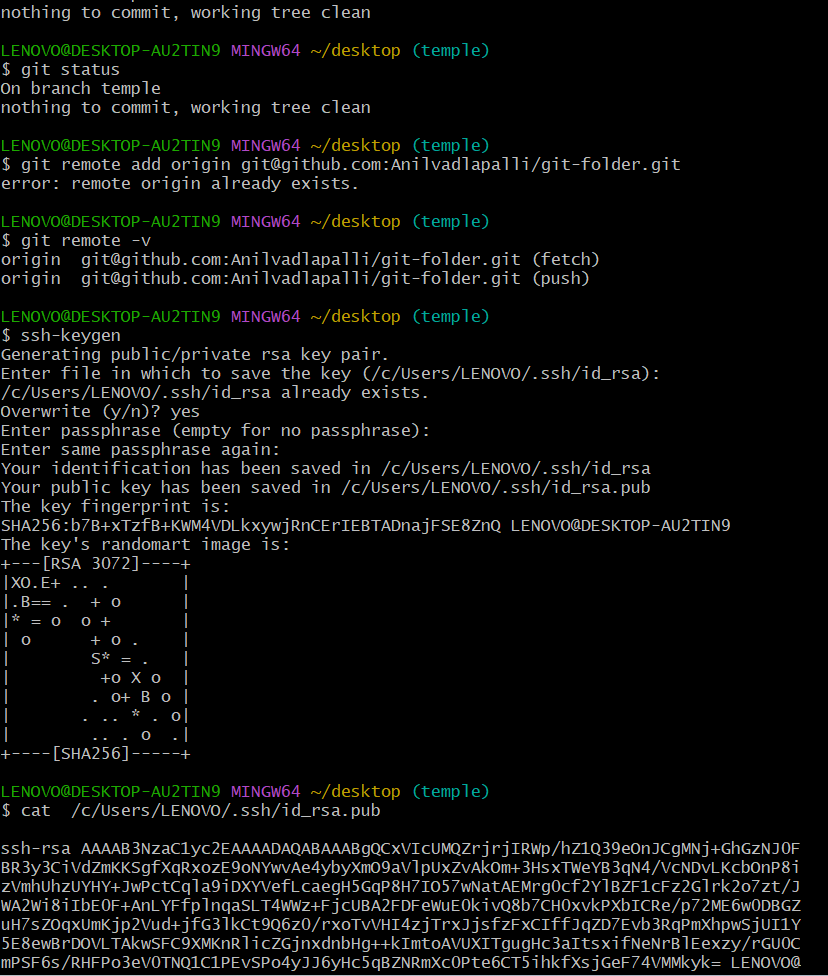 nothing to commit, working tree clean
LENOVO@DESKTOP-AU2TIN9 MINGW64 ~/desktop (temple)
$ git status
On branch temple
nothing to commit, working tree clean
LENOVO@DESKTOP-AU2TIN9 MINGW64 ~/desktop (temple)
$ git remote add origin git@github.com:Anilvadlapalli/git-folder.git
error: remote origin already exists.
LENOVO@DESKTOP-AU2TIN9 MINGW64 ~/desktop (temple)
$ git remote -v
origin  git@github.com:Anilvadlapalli/git-folder.git (fetch)
origin  git@github.com:Anilvadlapalli/git-folder.git (push)
LENOVO@DESKTOP-AU2TIN9 MINGW64 ~/desktop (temple)
$ ssh-keygen
Generating public/private rsa key pair.
Enter file in which to save the key (/c/Users/LENOVO/.ssh/id_rsa):
/c/Users/LENOVO/.ssh/id_rsa already exists.
Overwrite (y/n)? yes
Enter passphrase (empty for no passphrase):
Enter same passphrase again:
Your identification has been saved in /c/Users/LENOVO/.ssh/id_rsa
Your public key has been saved in /c/Users/LENOVO/.ssh/id_rsa.pub
The key fingerprint is:
SHA256:b7B+xTzfB+KWM4VDLkxywjRnCErIEBTADnajFSE8ZnQ LENOVO@DESKTOP-AU2TIN9
The key's randomart image is:
+---[RSA 3072]----+
|XO.E+ .. .       |
|.B== .  + o      |
|* = o  o +       |
| o      + o .    |
|        S* = .   |
|         +o X o  |
|        . o+ B o |
|       . .. * . o|
|        .. . o  .|
+----[SHA256]-----+
LENOVO@DESKTOP-AU2TIN9 MINGW64 ~/desktop (temple)
$ cat  /c/Users/LENOVO/.ssh/id_rsa.pub
ssh-rsa AAAAB3NzaC1yc2EAAAADAQABAAABgQCxVIcUMQZrjrjIRWp/hZ1Q39eOnJCgMNj+GhGzNJ0F
BR3y3CiVdZmKKSgfXqRxozE9oNYwvAe4ybyXmO9aVlpUxZvAkOm+3HsxTWeYB3qN4/VcNDvLKcbOnP8i
zVmhUhzUYHY+JwPctCqla9iDXYVefLcaegH5GqP8H7IO57wNatAEMrgOcf2YlBZF1cFz2Glrk2o7zt/J
WA2Wi8iIbE0F+AnLYFfplnqaSLT4WWz+FjcUBA2FDFeWuE0kivQ8b7CH0xvkPXbICRe/p72ME6wODBGZ
uH7sZOqxUmKjp2Vud+jfG3lkCt9Q6z0/rxoTvVHI4zjTrxJjsfzFxCIffJqZD7Evb3RqPmXhpwSjUI1Y
5E8ewBrDOVLTAkwSFC9XMKnRlicZGjnxdnbHg++kImtoAVUXITgugHc3aItsxifNeNrBlEexzy/rGU0C
mPSF6s/RHFPo3eV0TNQ1C1PEvSPo4yJJ6yHc5qBZNRmXc0Pte6CT5ihkfXsjGeF74VMMkyk= LENOVO@